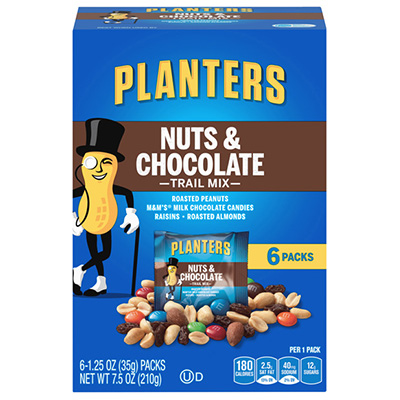 PLANTERS
NUTS &
CHOCOLATE
—TRAIL MIX—
ROASTED PEANUTS
M&M'S® MILK CHOCOLATE CANDIES
RAISINS • ROASTED ALMONDS
6 PACKS
PLANTERS
NUTS &
CHOCOLATE
TRAIL MIX
PER 1 PACK
180
CALORIES
2.5g
SAT FAT
40mg
SODIUM
12g
SUGARS
6-1.25 OZ (35g) PACKS
NET WT 7.5 OZ (210g)
U D